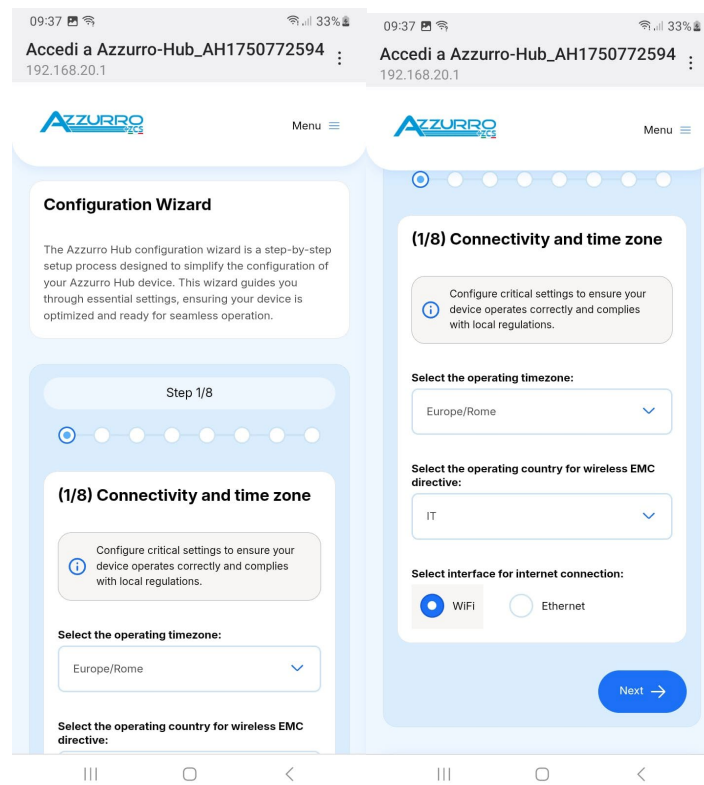 09:37
33%
Accedi a Azzurro-Hub_AH1750772594
192.168.20.1
AZZURRO
ZCS
Menu
Configuration Wizard
The Azzurro Hub configuration wizard is a step-by-step
setup process designed to simplify the configuration of
your Azzurro Hub device. This wizard guides you
through essential settings, ensuring your device is
optimized and ready for seamless operation.
Step 1/8
(1/8) Connectivity and time zone
Configure critical settings to ensure your
device operates correctly and complies
with local regulations.
Select the operating timezone:
Europe/Rome
Select the operating country for wireless EMC
directive:
09:37
33%
Accedi a Azzurro-Hub_AH1750772594
192.168.20.1
AZZURRO
ZCS
Menu
(1/8) Connectivity and time zone
Configure critical settings to ensure your
device operates correctly and complies
with local regulations.
Select the operating timezone:
Europe/Rome
Select the operating country for wireless EMC
directive:
IT
Select interface for internet connection:
WiFi Ethernet
Next